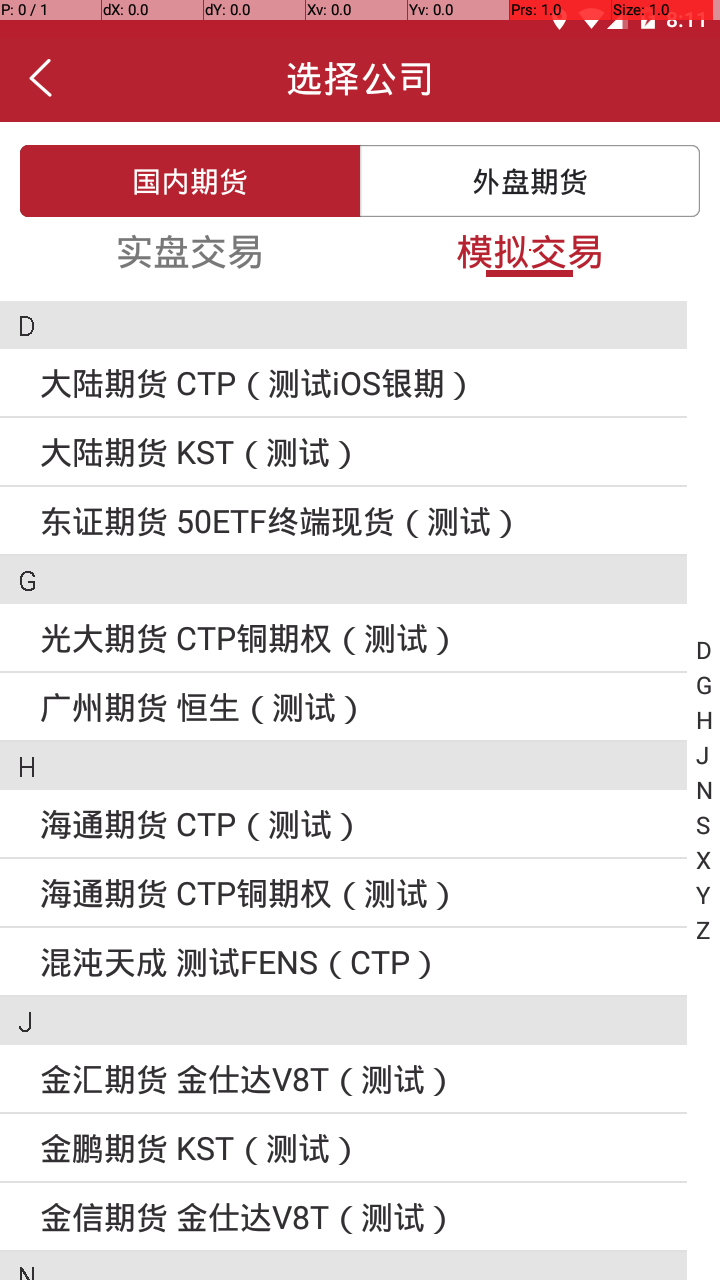 P: 0 / 1 dX: 0.0 dY: 0.0 Xv: 0.0 Yv: 0.0 Prs: 1.0 Size: 1.0
8:11
选择公司
国内期货 外盘期货
实盘交易 模拟交易
D
大陆期货 CTP（测试iOS银期）
大陆期货 KST（测试）
东证期货 50ETF终端现货（测试）
G
光大期货 CTP铜期权（测试）
广州期货 恒生（测试）
H
海通期货 CTP（测试）
海通期货 CTP铜期权（测试）
混沌天成 测试FENS（CTP）
J
金汇期货 金仕达V8T（测试）
金鹏期货 KST（测试）
金信期货 金仕达V8T（测试）
N
D
G
H
J
N
S
X
Y
Z